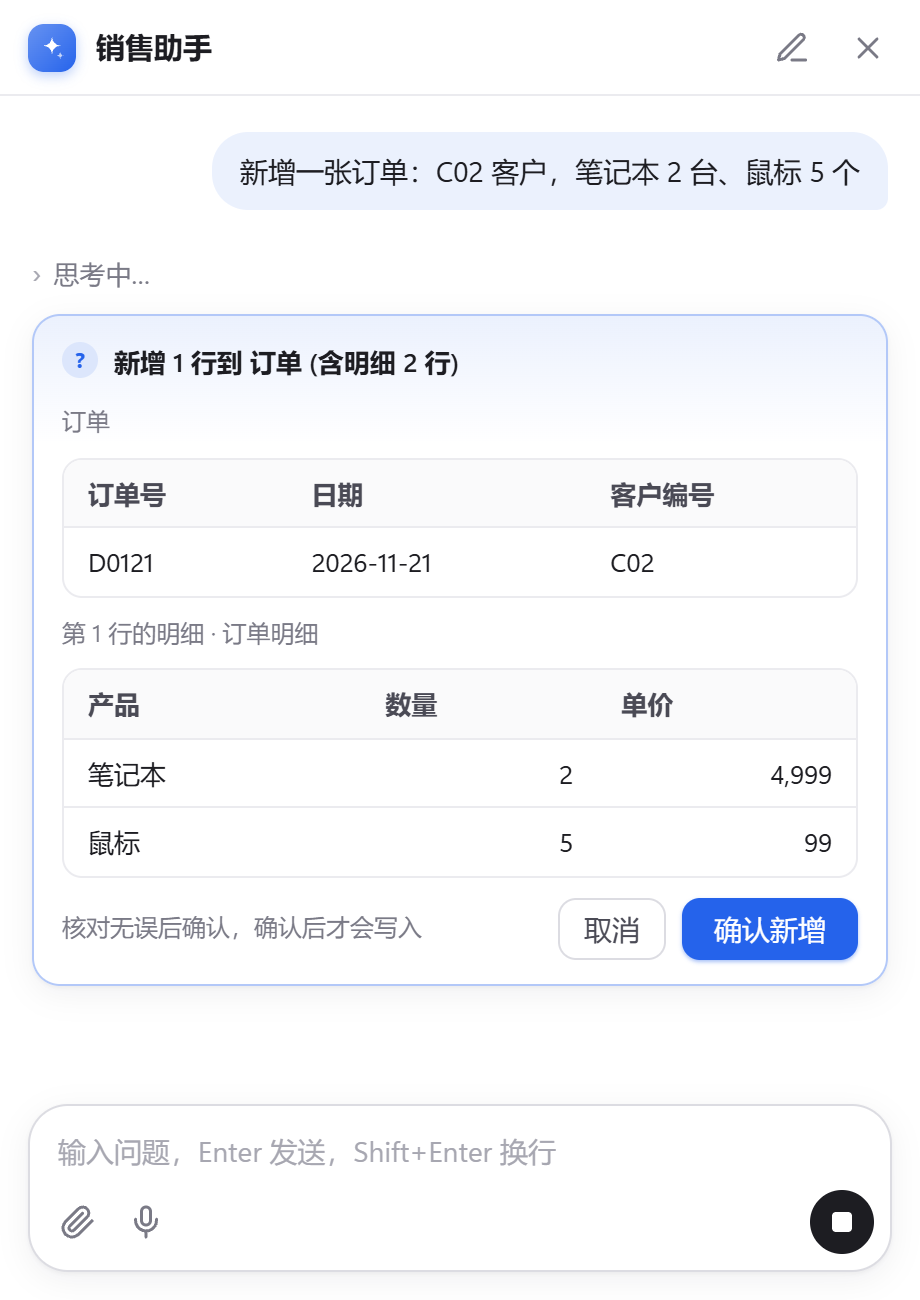 销售助手
新增一张订单：C02 客户，笔记本 2 台、鼠标 5 个
› 思考中...
? 新增 1 行到 订单 (含明细 2 行)
订单
订单号 日期 客户编号
D0121 2026-11-21 C02
第 1 行的明细 · 订单明细
产品 数量 单价
笔记本 2 4,999
鼠标 5 99
核对无误后确认，确认后才会写入 取消 确认新增
输入问题，Enter 发送，Shift+Enter 换行